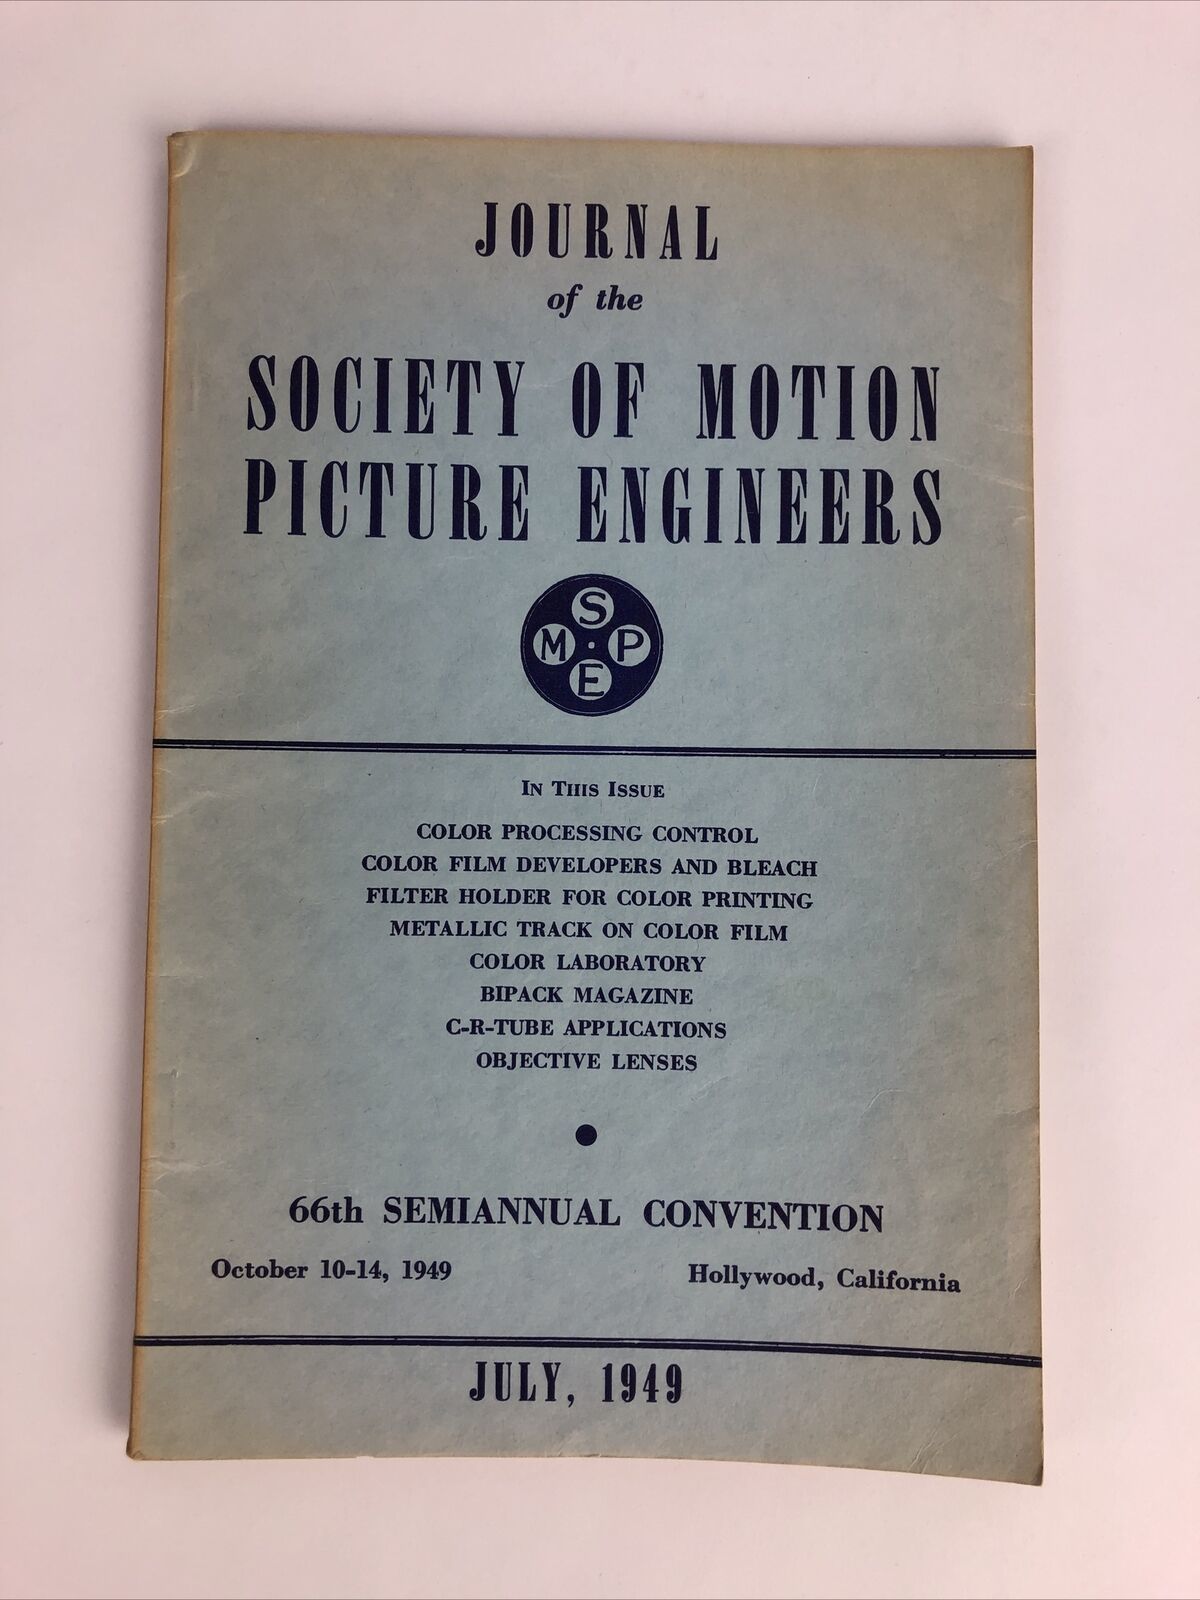 JOURNAL
of the
SOCIETY OF MOTION
PICTURE ENGINEERS
S
M · P
E
IN THIS ISSUE
COLOR PROCESSING CONTROL
COLOR FILM DEVELOPERS AND BLEACH
FILTER HOLDER FOR COLOR PRINTING
METALLIC TRACK ON COLOR FILM
COLOR LABORATORY
BIPACK MAGAZINE
C-R-TUBE APPLICATIONS
OBJECTIVE LENSES
66th SEMIANNUAL CONVENTION
October 10-14, 1949 Hollywood, California
JULY, 1949